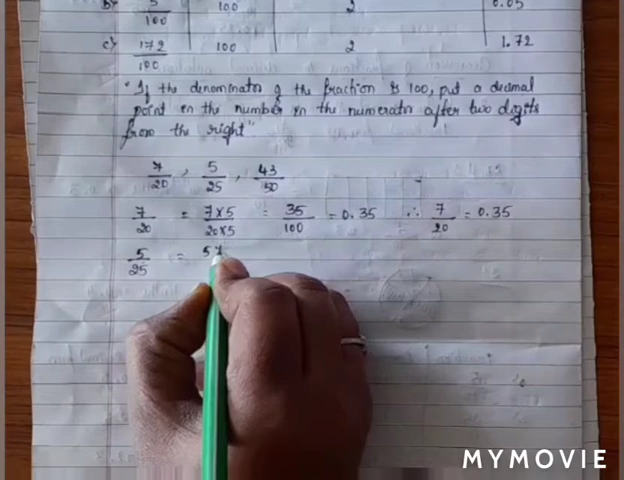 b) 5/100 100 2 0.05
c) 172/100 100 2 1.72
"If the denominator of the fraction is 100, put a decimal
point in the number in the numerator after two digits
from the right"
7/20 , 5/25 , 43/50
7/20 = 7×5/20×5 = 35/100 = 0.35 ∴ 7/20 = 0.35
5/25 = 5×
MYMOVIE